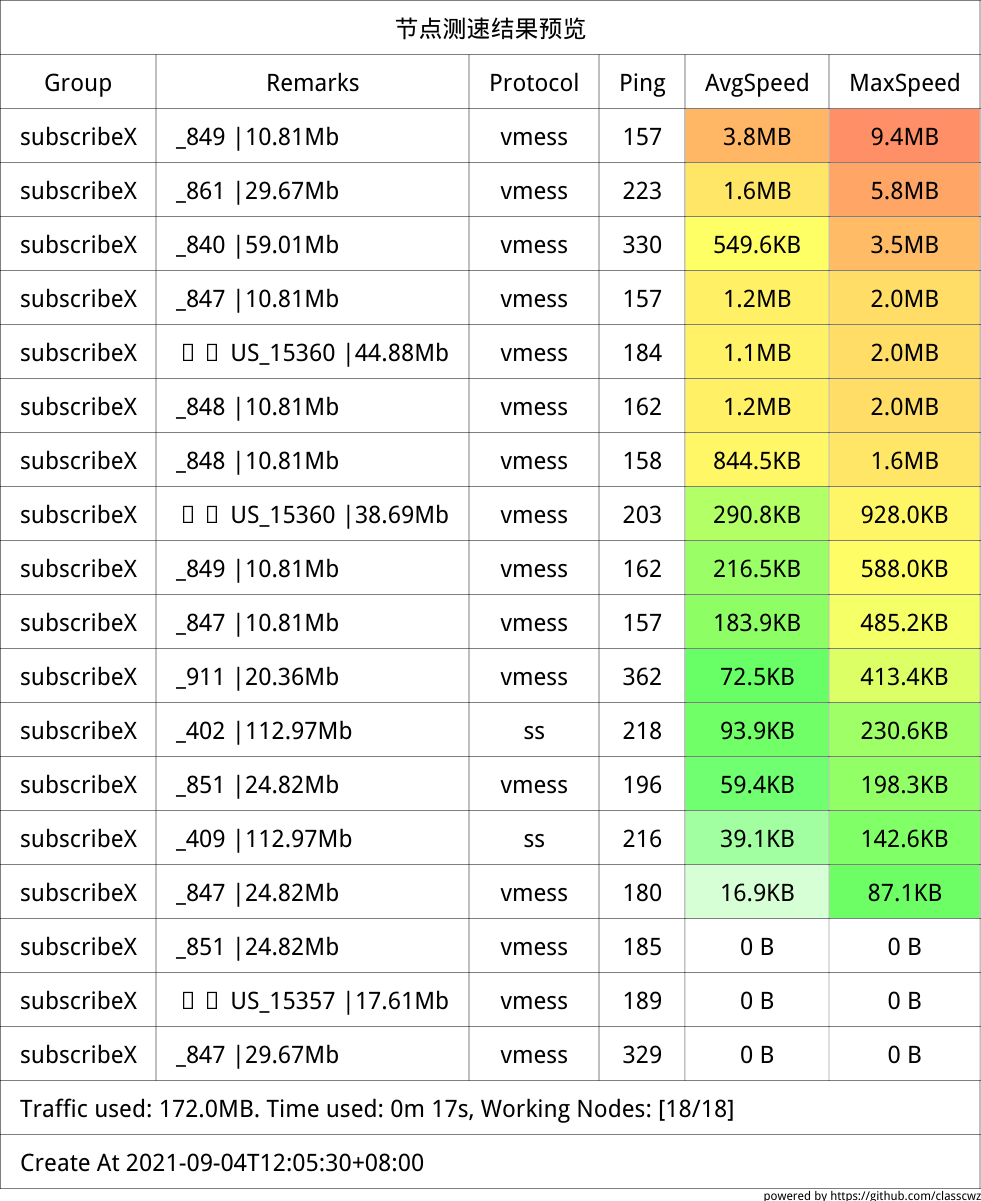 节点测速结果预览
Group Remarks Protocol Ping AvgSpeed MaxSpeed
subscribeX _849 |10.81Mb vmess 157 3.8MB 9.4MB
subscribeX _861 |29.67Mb vmess 223 1.6MB 5.8MB
subscribeX _840 |59.01Mb vmess 330 549.6KB 3.5MB
subscribeX _847 |10.81Mb vmess 157 1.2MB 2.0MB
subscribeX US_15360 |44.88Mb vmess 184 1.1MB 2.0MB
subscribeX _848 |10.81Mb vmess 162 1.2MB 2.0MB
subscribeX _848 |10.81Mb vmess 158 844.5KB 1.6MB
subscribeX US_15360 |38.69Mb vmess 203 290.8KB 928.0KB
subscribeX _849 |10.81Mb vmess 162 216.5KB 588.0KB
subscribeX _847 |10.81Mb vmess 157 183.9KB 485.2KB
subscribeX _911 |20.36Mb vmess 362 72.5KB 413.4KB
subscribeX _402 |112.97Mb ss 218 93.9KB 230.6KB
subscribeX _851 |24.82Mb vmess 196 59.4KB 198.3KB
subscribeX _409 |112.97Mb ss 216 39.1KB 142.6KB
subscribeX _847 |24.82Mb vmess 180 16.9KB 87.1KB
subscribeX _851 |24.82Mb vmess 185 0 B 0 B
subscribeX US_15357 |17.61Mb vmess 189 0 B 0 B
subscribeX _847 |29.67Mb vmess 329 0 B 0 B
Traffic used: 172.0MB. Time used: 0m 17s, Working Nodes: [18/18]
Create At 2021-09-04T12:05:30+08:00
powered by https://github.com/classcwz